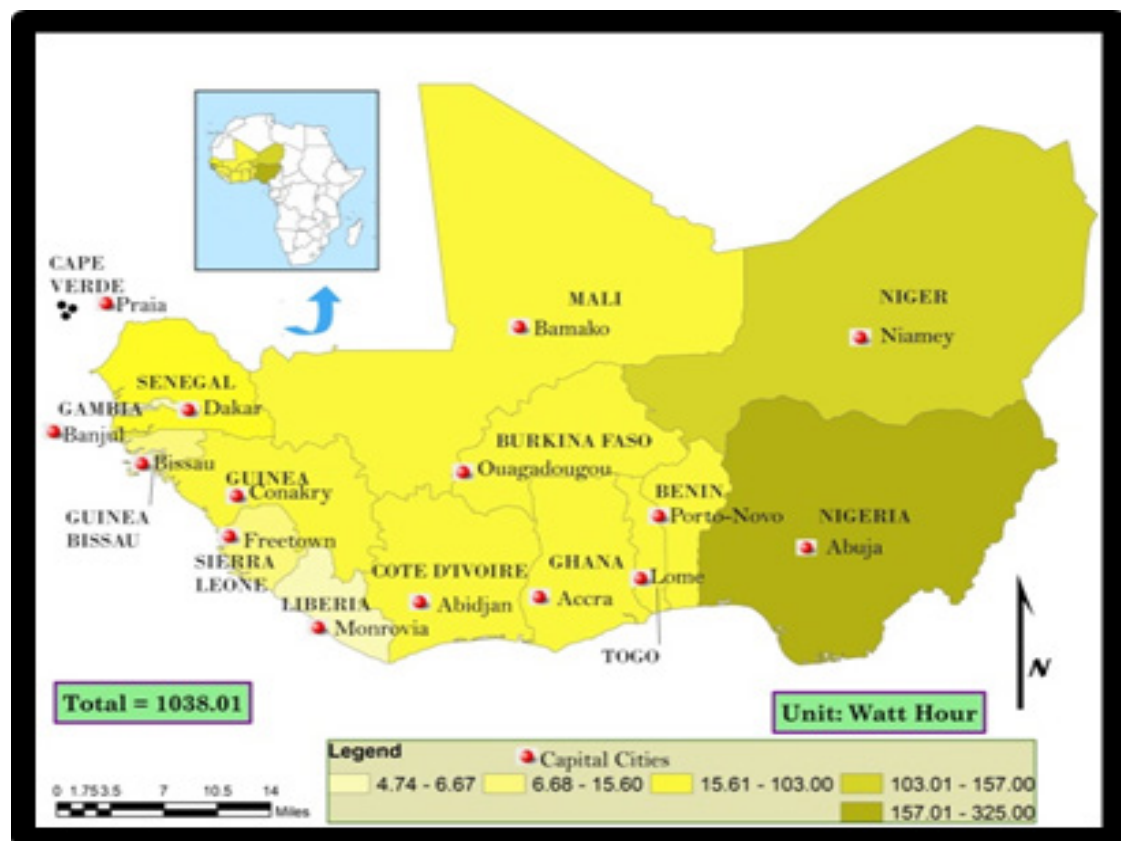 CAPE
VERDE
Praia
MALI
Bamako
NIGER
Niamey
SENEGAL
Dakar
GAMBIA
Banjul
BURKINA FASO
Ouagadougou
Bissau
GUINEA
Conakry
BENIN
Porto-Novo
GUINEA
BISSAU
NIGERIA
Abuja
Freetown
SIERRA
LEONE
COTE D'IVOIRE
GHANA
Lome
LIBERIA
Abidjan
Accra
Monrovia
TOGO
N
Total = 1038.01
Unit: Watt Hour
Legend
Capital Cities
4.74 - 6.67
6.68 - 15.60
15.61 - 103.00
103.01 - 157.00
157.01 - 325.00
0 1.75 3.5 7 10.5 14
Miles